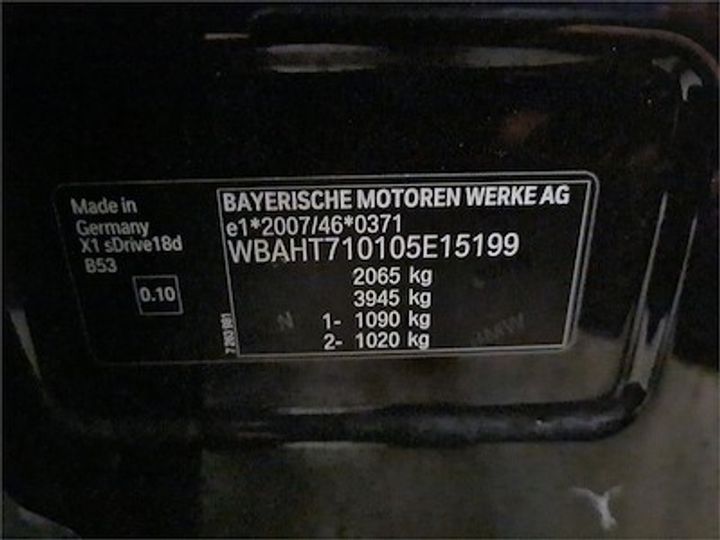 Made in
Germany
X1 sDrive18d
B53
0.10
BAYERISCHE MOTOREN WERKE AG
e1*2007/46*0371
WBAHT710105E15199
2065 kg
3945 kg
1- 1090 kg
2- 1020 kg
N
BMW